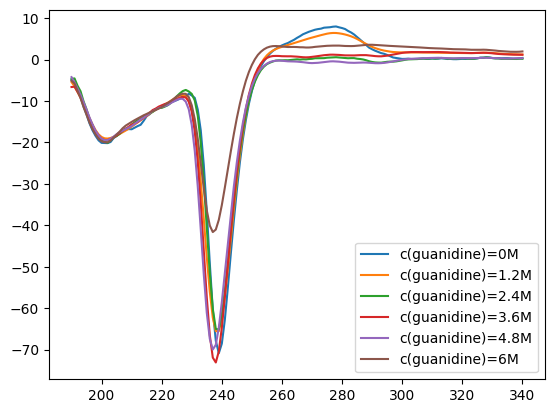 10
0
−10
−20
−30
−40
−50
−60
−70
200 220 240 260 280 300 320 340
c(guanidine)=0M
c(guanidine)=1.2M
c(guanidine)=2.4M
c(guanidine)=3.6M
c(guanidine)=4.8M
c(guanidine)=6M